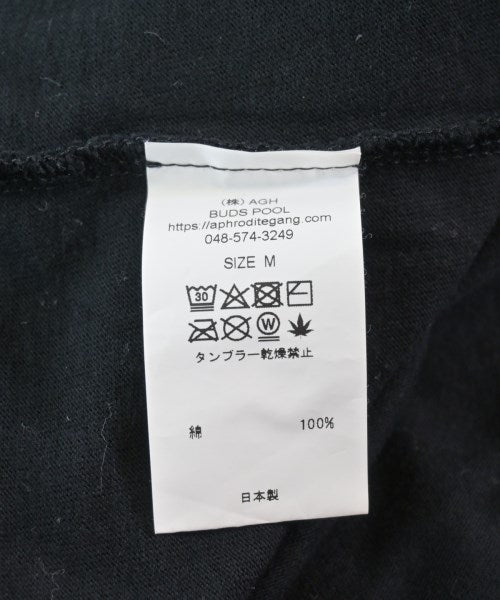 (株) AGH
BUDS POOL
https://aphroditegang.com
048-574-3249
SIZE M
30
W
タンブラー乾燥禁止
綿 100%
日本製